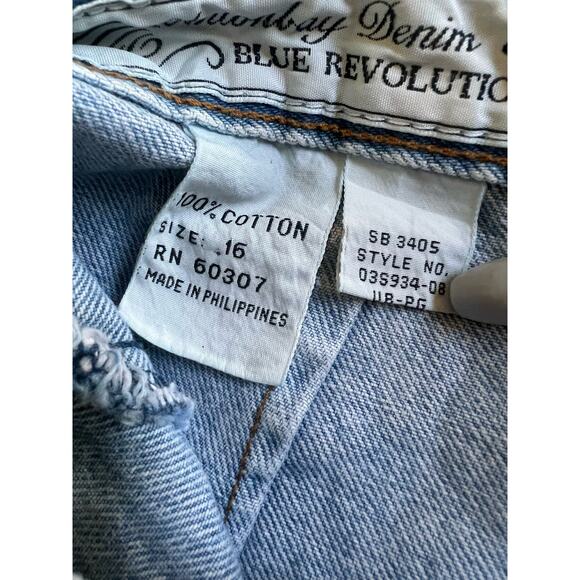 Denim
BLUE REVOLUTIO
100% COTTON
SIZE: 16
RN 60307
MADE IN PHILIPPINES
SB 3405
STYLE NO.
03S934-08
UB-PG